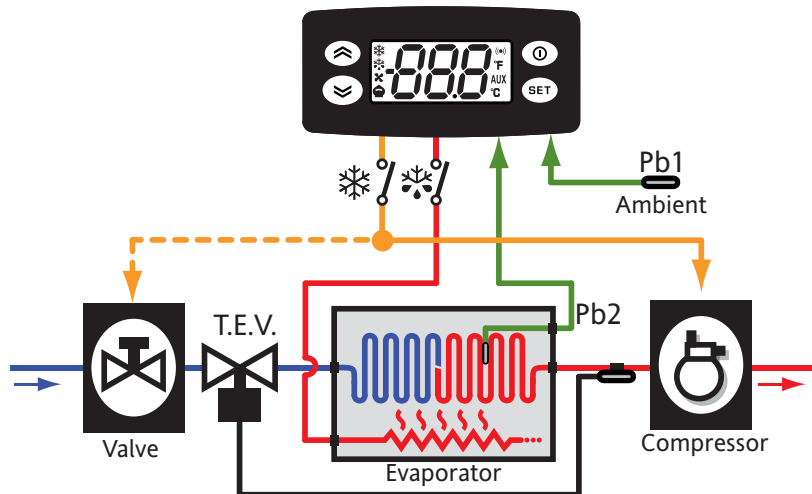 -88.8
°F
AUX
°C
SET
Pb1
Ambient
T.E.V.
Pb2
Valve
Evaporator
Compressor